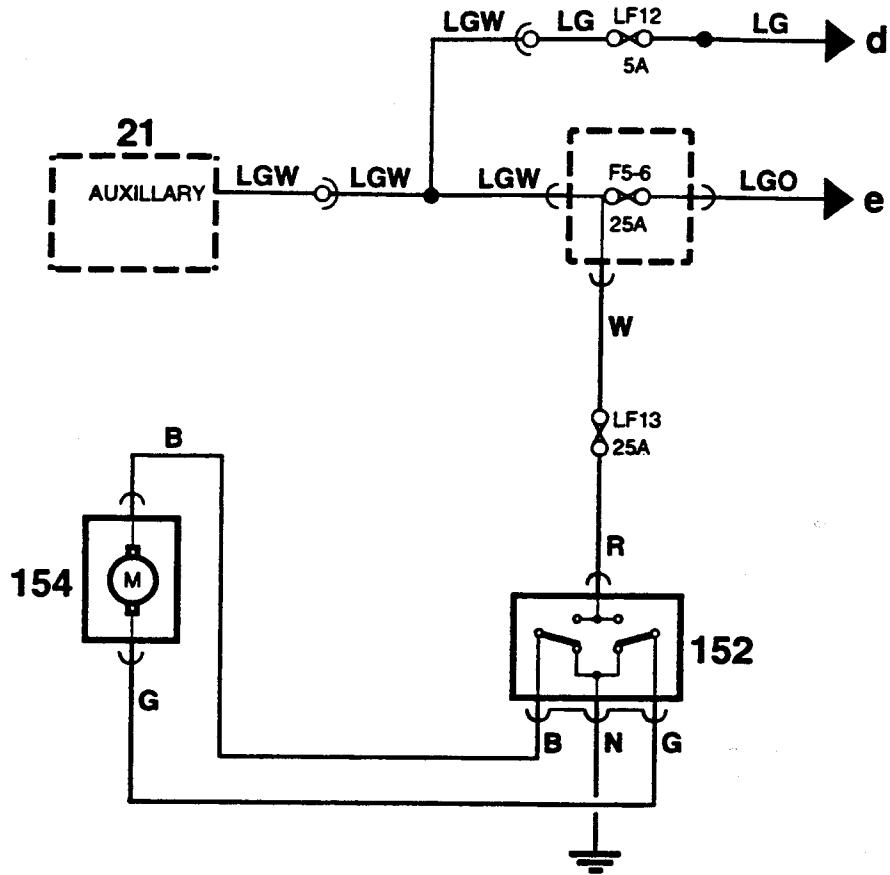 LGW LG LF12 LG d
5A
21
AUXILLARY LGW LGW LGW F5-6 LGO e
25A
W
LF13
25A
B
R
154 M
152
G
B N G